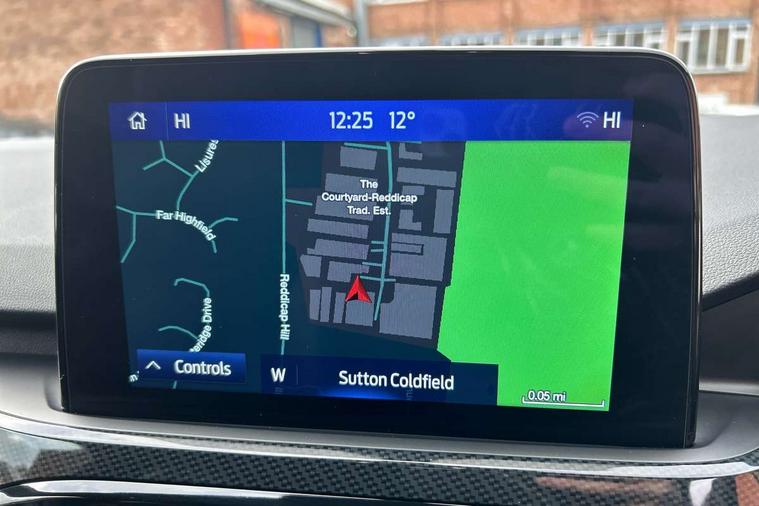 HI 12:25 12° HI
Lisures
The
Courtyard-Reddicap
Trad. Est.
Far Highfield
Reddicap Hill
Controls
W Sutton Coldfield
0.05 mi